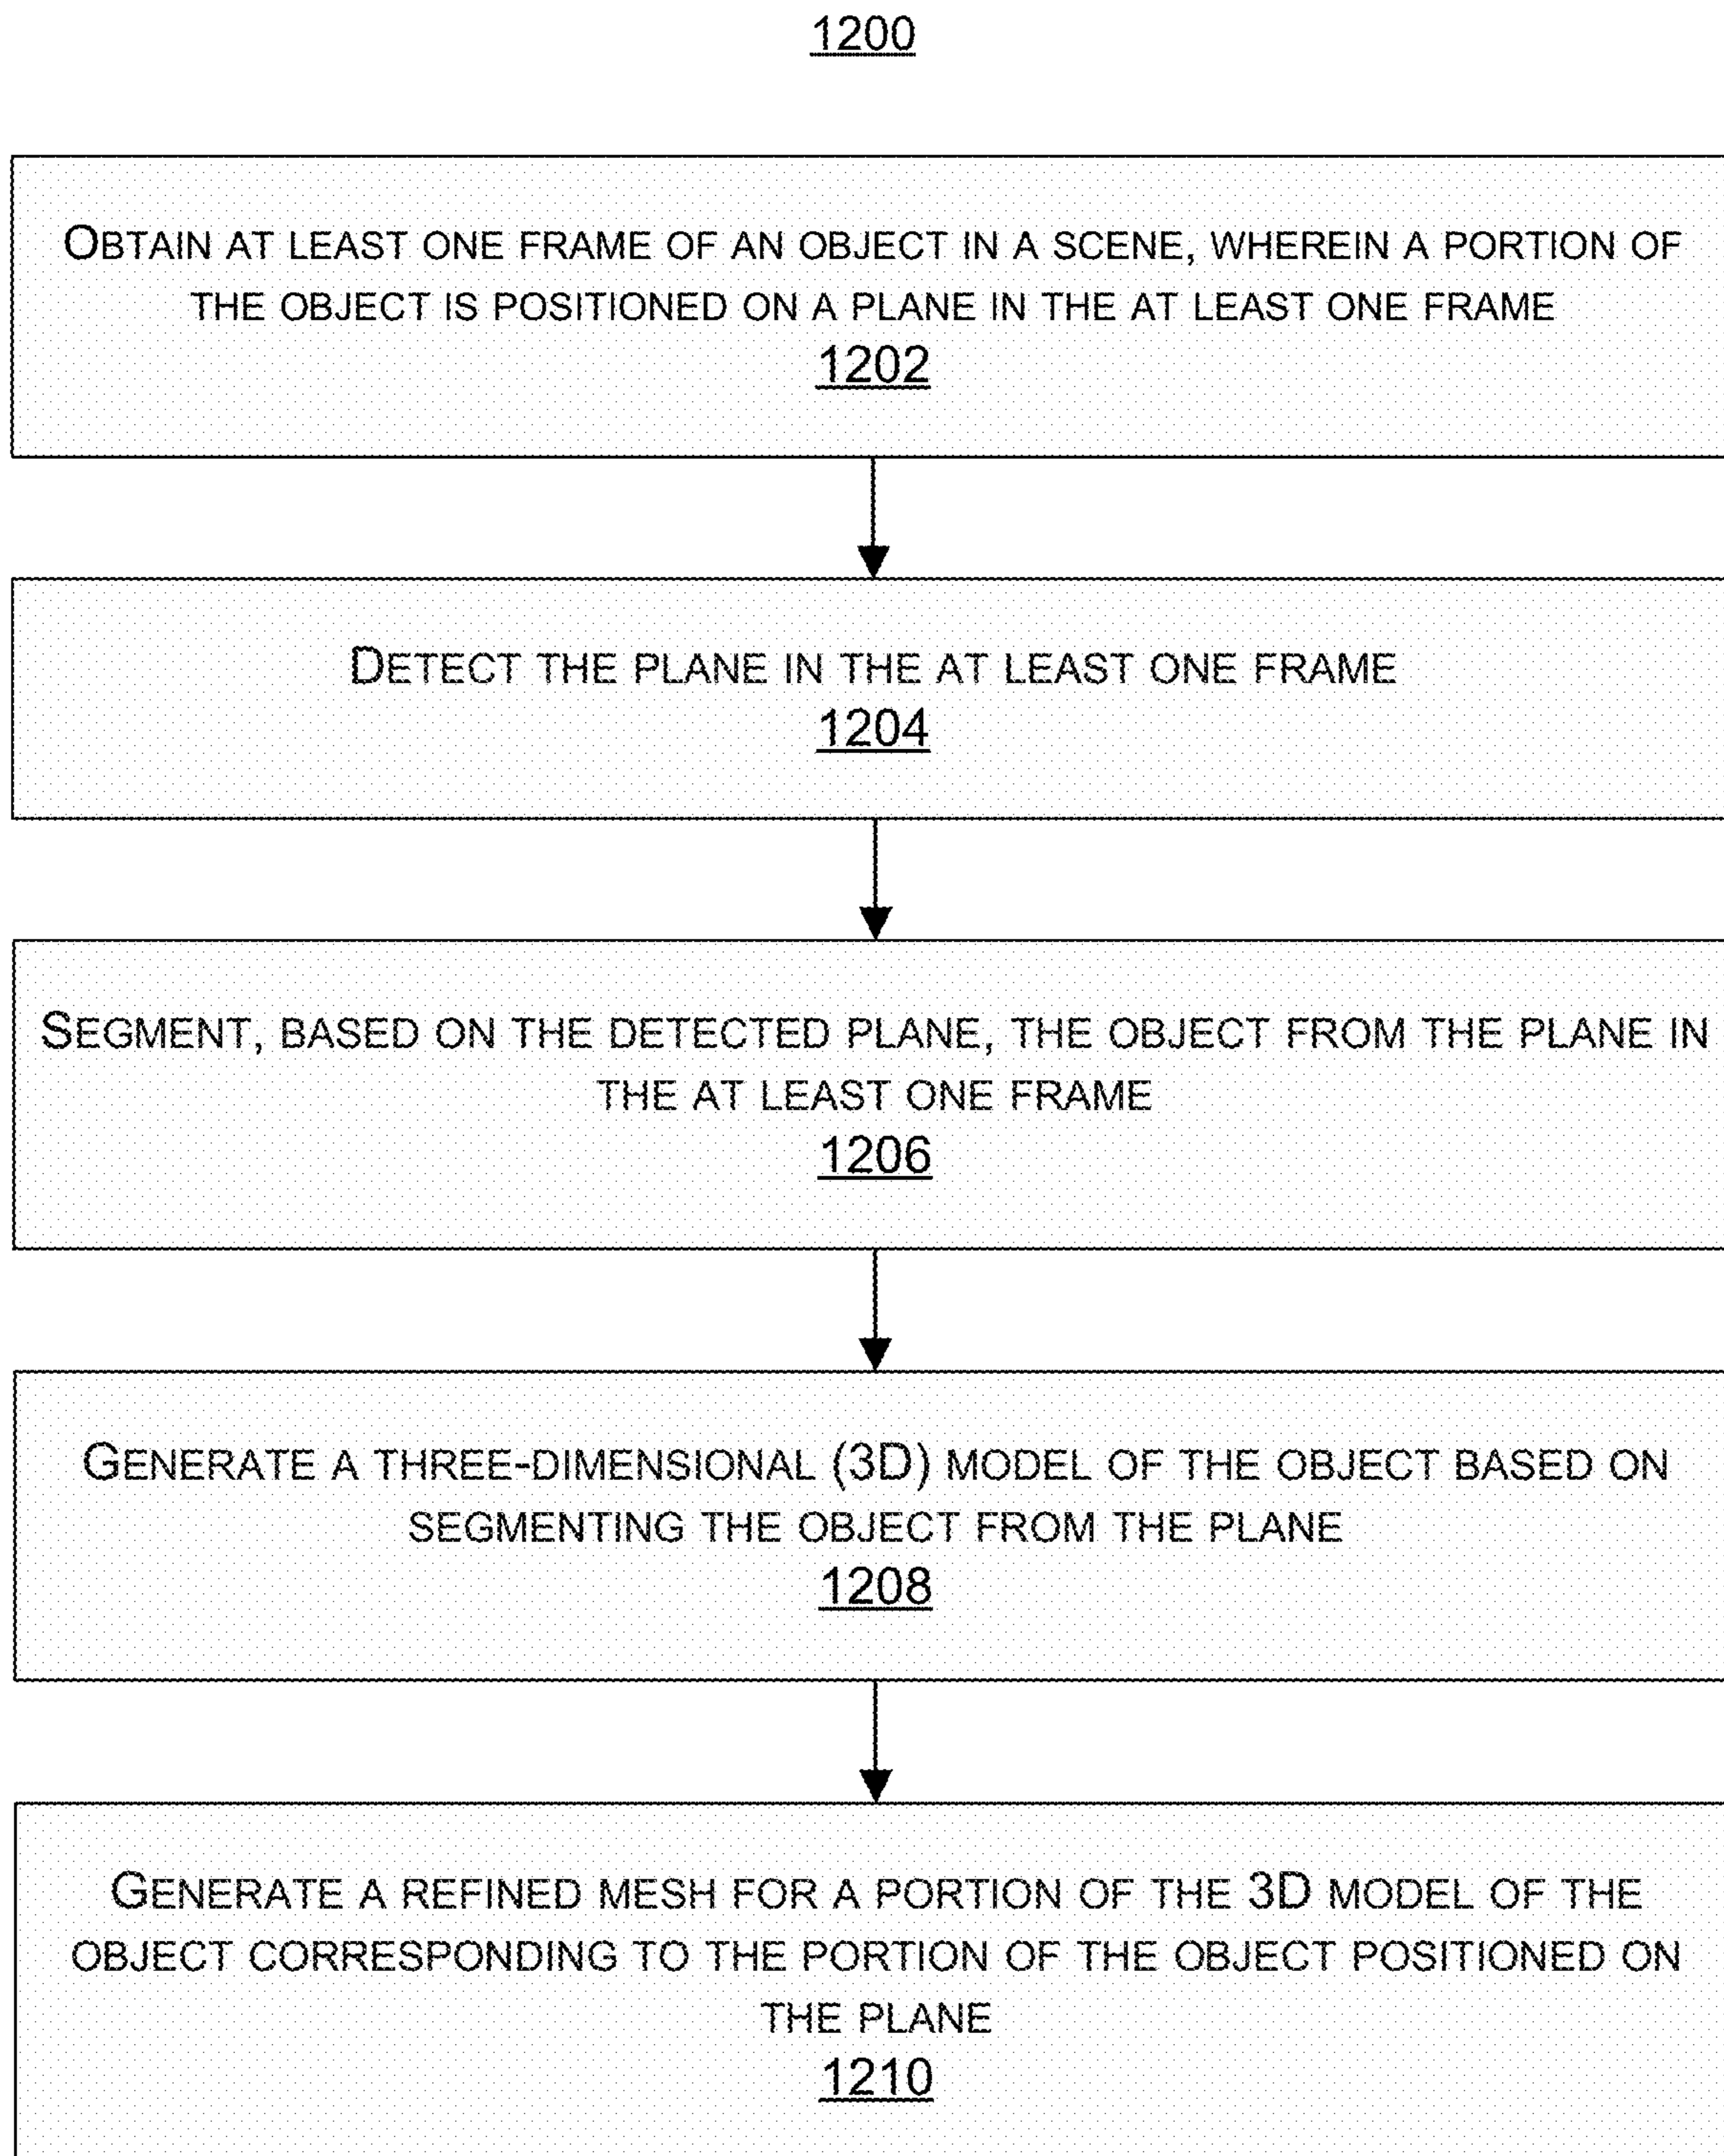 1200
OBTAIN AT LEAST ONE FRAME OF AN OBJECT IN A SCENE, WHEREIN A PORTION OF
THE OBJECT IS POSITIONED ON A PLANE IN THE AT LEAST ONE FRAME
1202
DETECT THE PLANE IN THE AT LEAST ONE FRAME
1204
SEGMENT, BASED ON THE DETECTED PLANE, THE OBJECT FROM THE PLANE IN
THE AT LEAST ONE FRAME
1206
GENERATE A THREE-DIMENSIONAL (3D) MODEL OF THE OBJECT BASED ON
SEGMENTING THE OBJECT FROM THE PLANE
1208
GENERATE A REFINED MESH FOR A PORTION OF THE 3D MODEL OF THE
OBJECT CORRESPONDING TO THE PORTION OF THE OBJECT POSITIONED ON
THE PLANE
1210